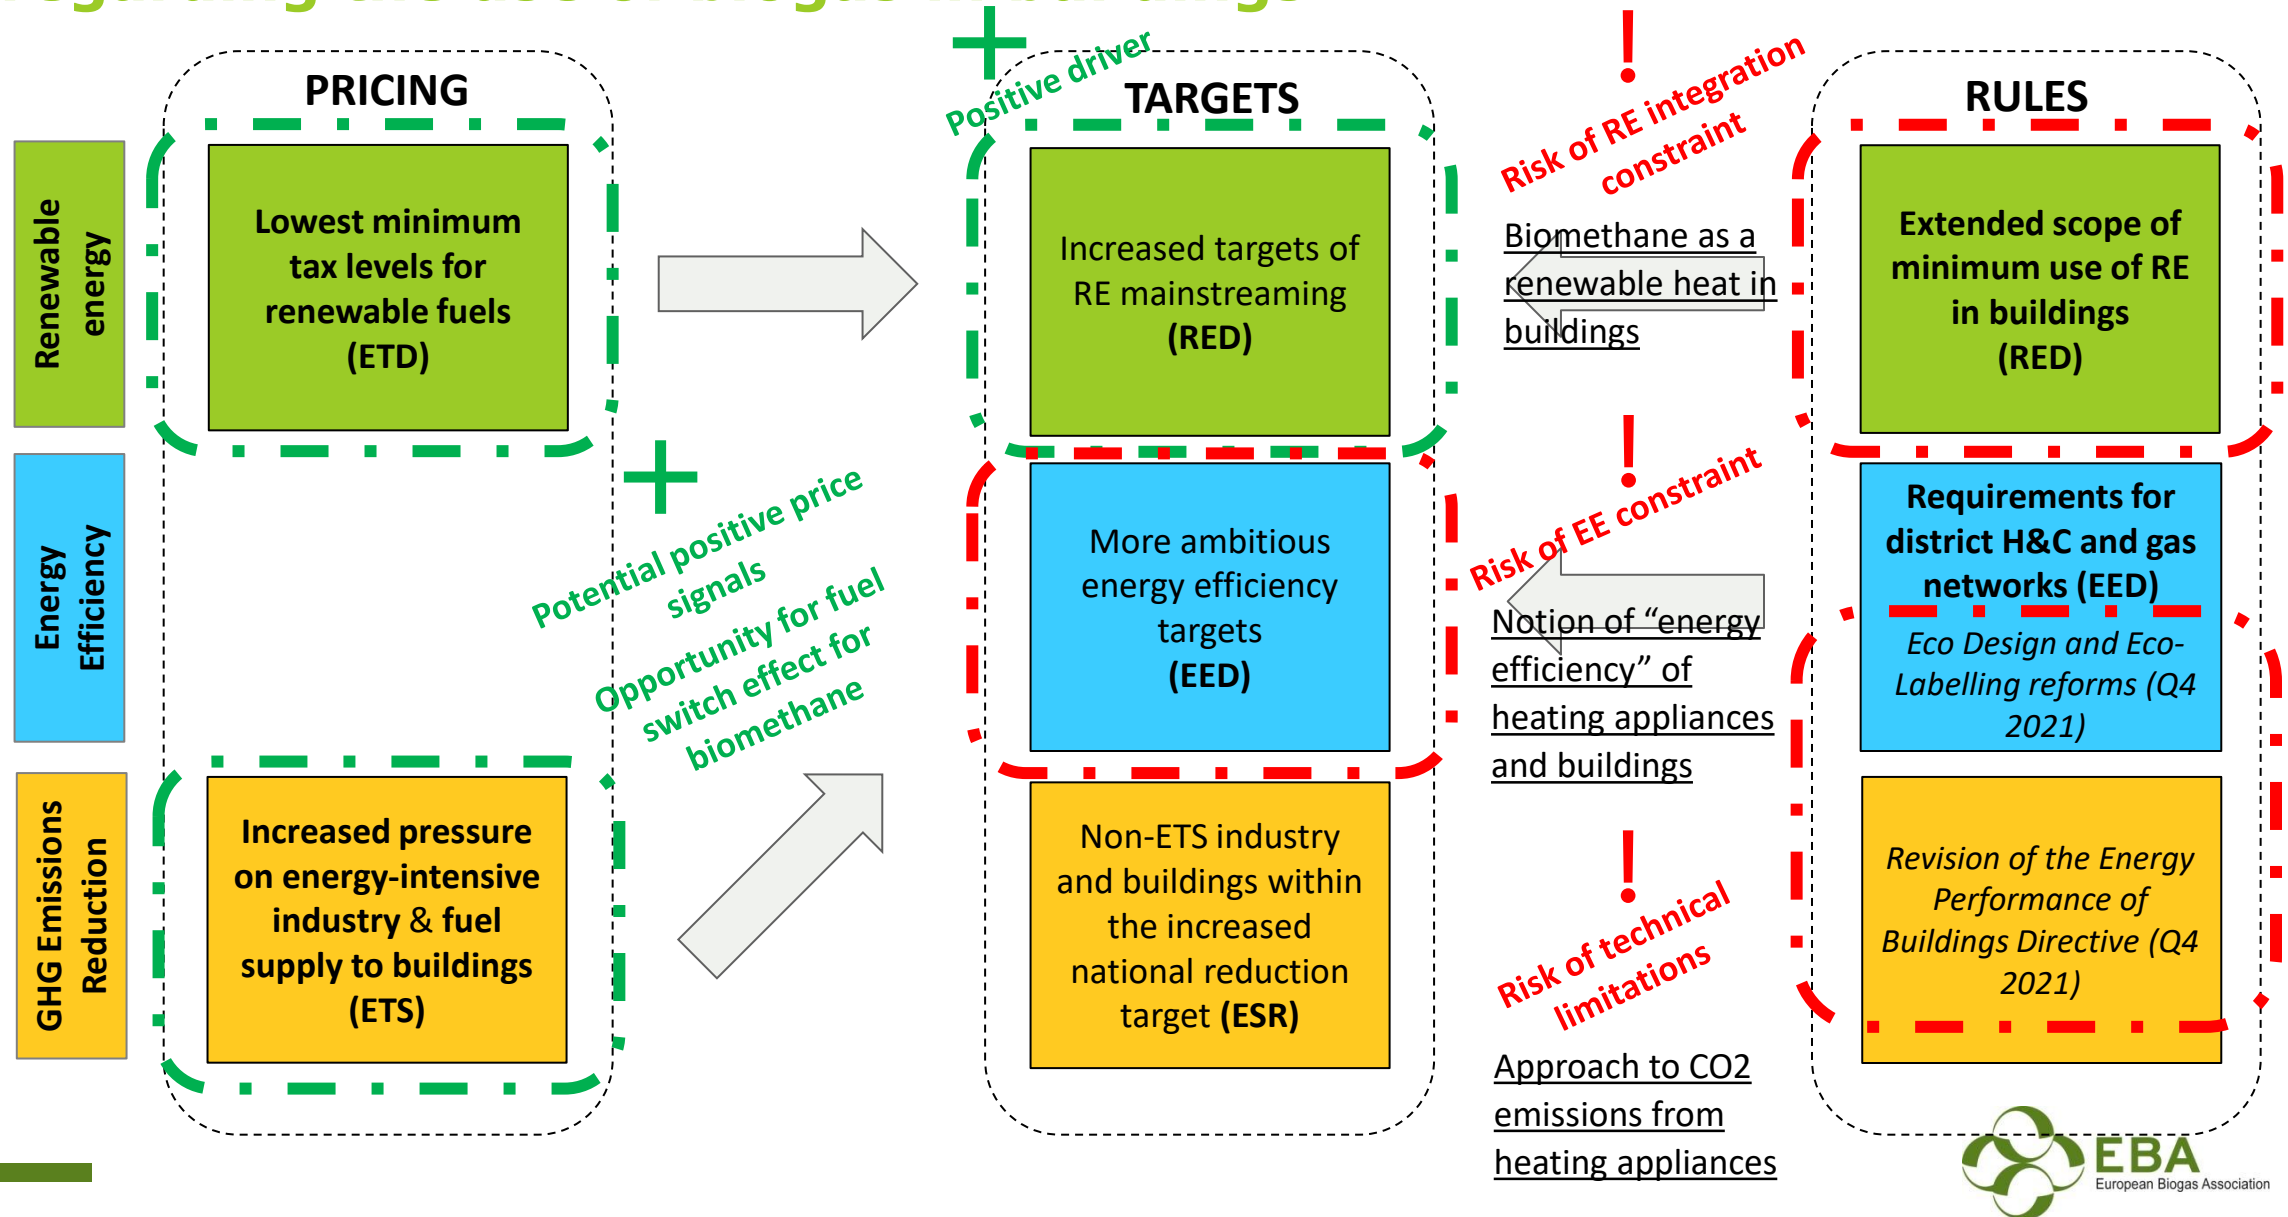 regarding the use of biogas in buildings
PRICING
TARGETS
RULES
Renewable
energy
Energy
Efficiency
GHG Emissions
Reduction
Lowest minimum
tax levels for
renewable fuels
(ETD)
Increased pressure
on energy-intensive
industry & fuel
supply to buildings
(ETS)
Potential positive price
signals
Opportunity for fuel
switch effect for
biomethane
Positive driver
Increased targets of
RE mainstreaming
(RED)
More ambitious
energy efficiency
targets
(EED)
Non-ETS industry
and buildings within
the increased
national reduction
target (ESR)
!
Risk of RE integration
constraint
Biomethane as a
renewable heat in
buildings
!
Risk of EE constraint
Notion of “energy
efficiency” of
heating appliances
and buildings
!
Risk of technical
limitations
Approach to CO2
emissions from
heating appliances
Extended scope of
minimum use of RE
in buildings
(RED)
Requirements for
district H&C and gas
networks (EED)
Eco Design and Eco-
Labelling reforms (Q4
2021)
Revision of the Energy
Performance of
Buildings Directive (Q4
2021)
EBA
European Biogas Association